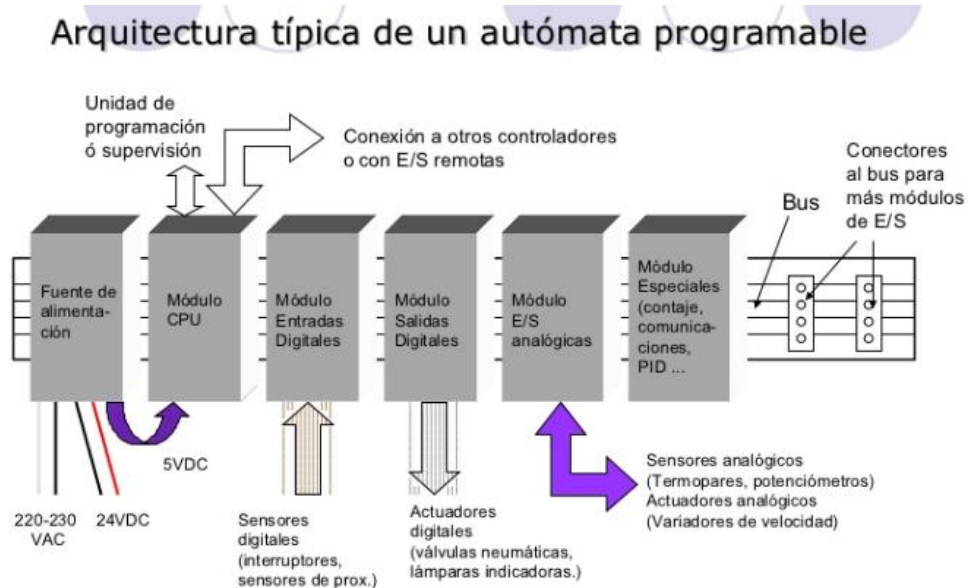 Arquitectura típica de un autómata programable
Unidad de
programación
ó supervisión
Conexión a otros controladores
o con E/S remotas
Conectores
al bus para
más módulos
de E/S
Bus
Fuente de
alimenta-
ción
Módulo
CPU
Módulo
Entradas
Digitales
Módulo
Salidas
Digitales
Módulo
E/S
analógicas
Módulo
Especiales
(contaje,
comunica-
ciones,
PID ...
5VDC
220-230
VAC
24VDC
Sensores
digitales
(interruptores,
sensores de prox.)
Actuadores
digitales
(válvulas neumáticas,
lámparas indicadoras.)
Sensores analógicos
(Termopares, potenciómetros)
Actuadores analógicos
(Variadores de velocidad)